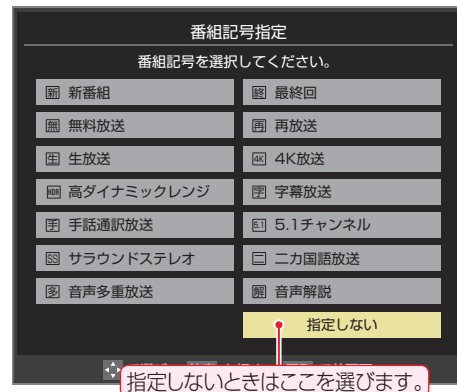 番組記号指定
番組記号を選択してください。
新 新番組
終 最終回
無 無料放送
再 再放送
生 生放送
4K 4K放送
HDR 高ダイナミックレンジ
字 字幕放送
手 手話通訳放送
5.1 5.1チャンネル
SS サラウンドステレオ
二 二カ国語放送
多 音声多重放送
解 音声解説
指定しない
指定しないときはここを選びます。